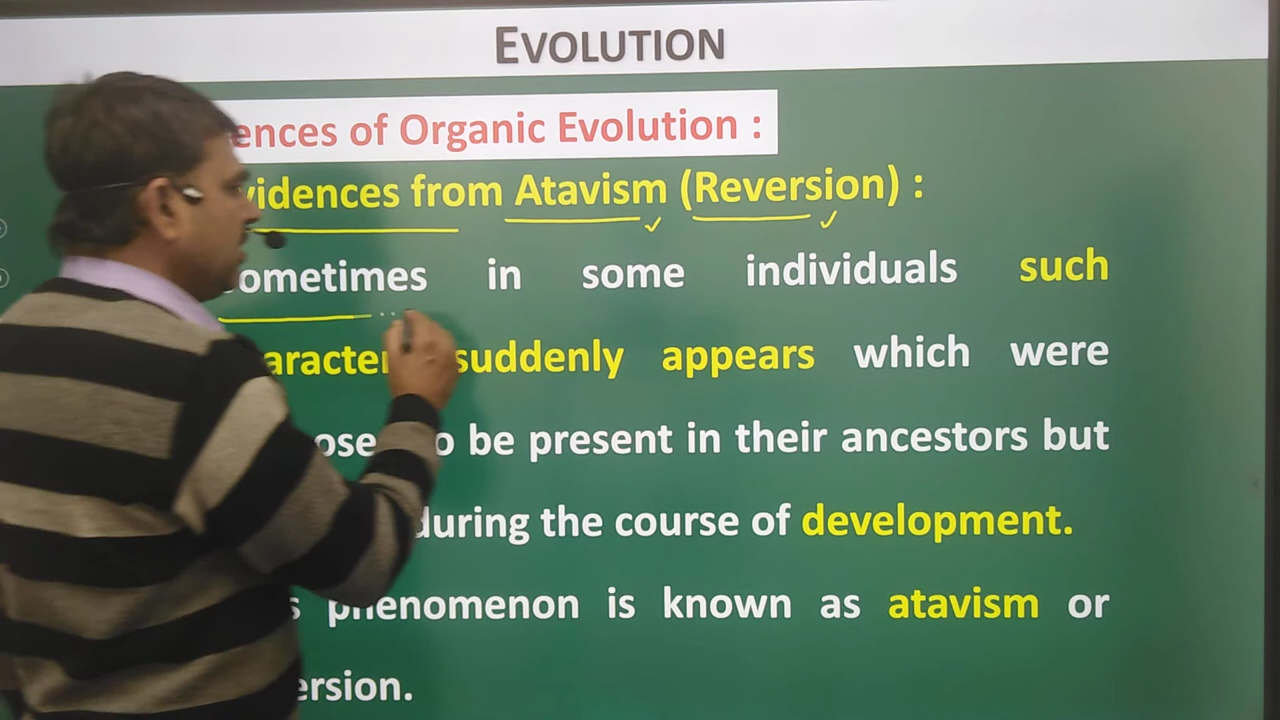 EVOLUTION
ences of Organic Evolution :
vidences from Atavism (Reversion) :
ometimes in some individuals such
aracter suddenly appears which were
ose o be present in their ancestors but
during the course of development.
s phenomenon is known as atavism or
ersion.